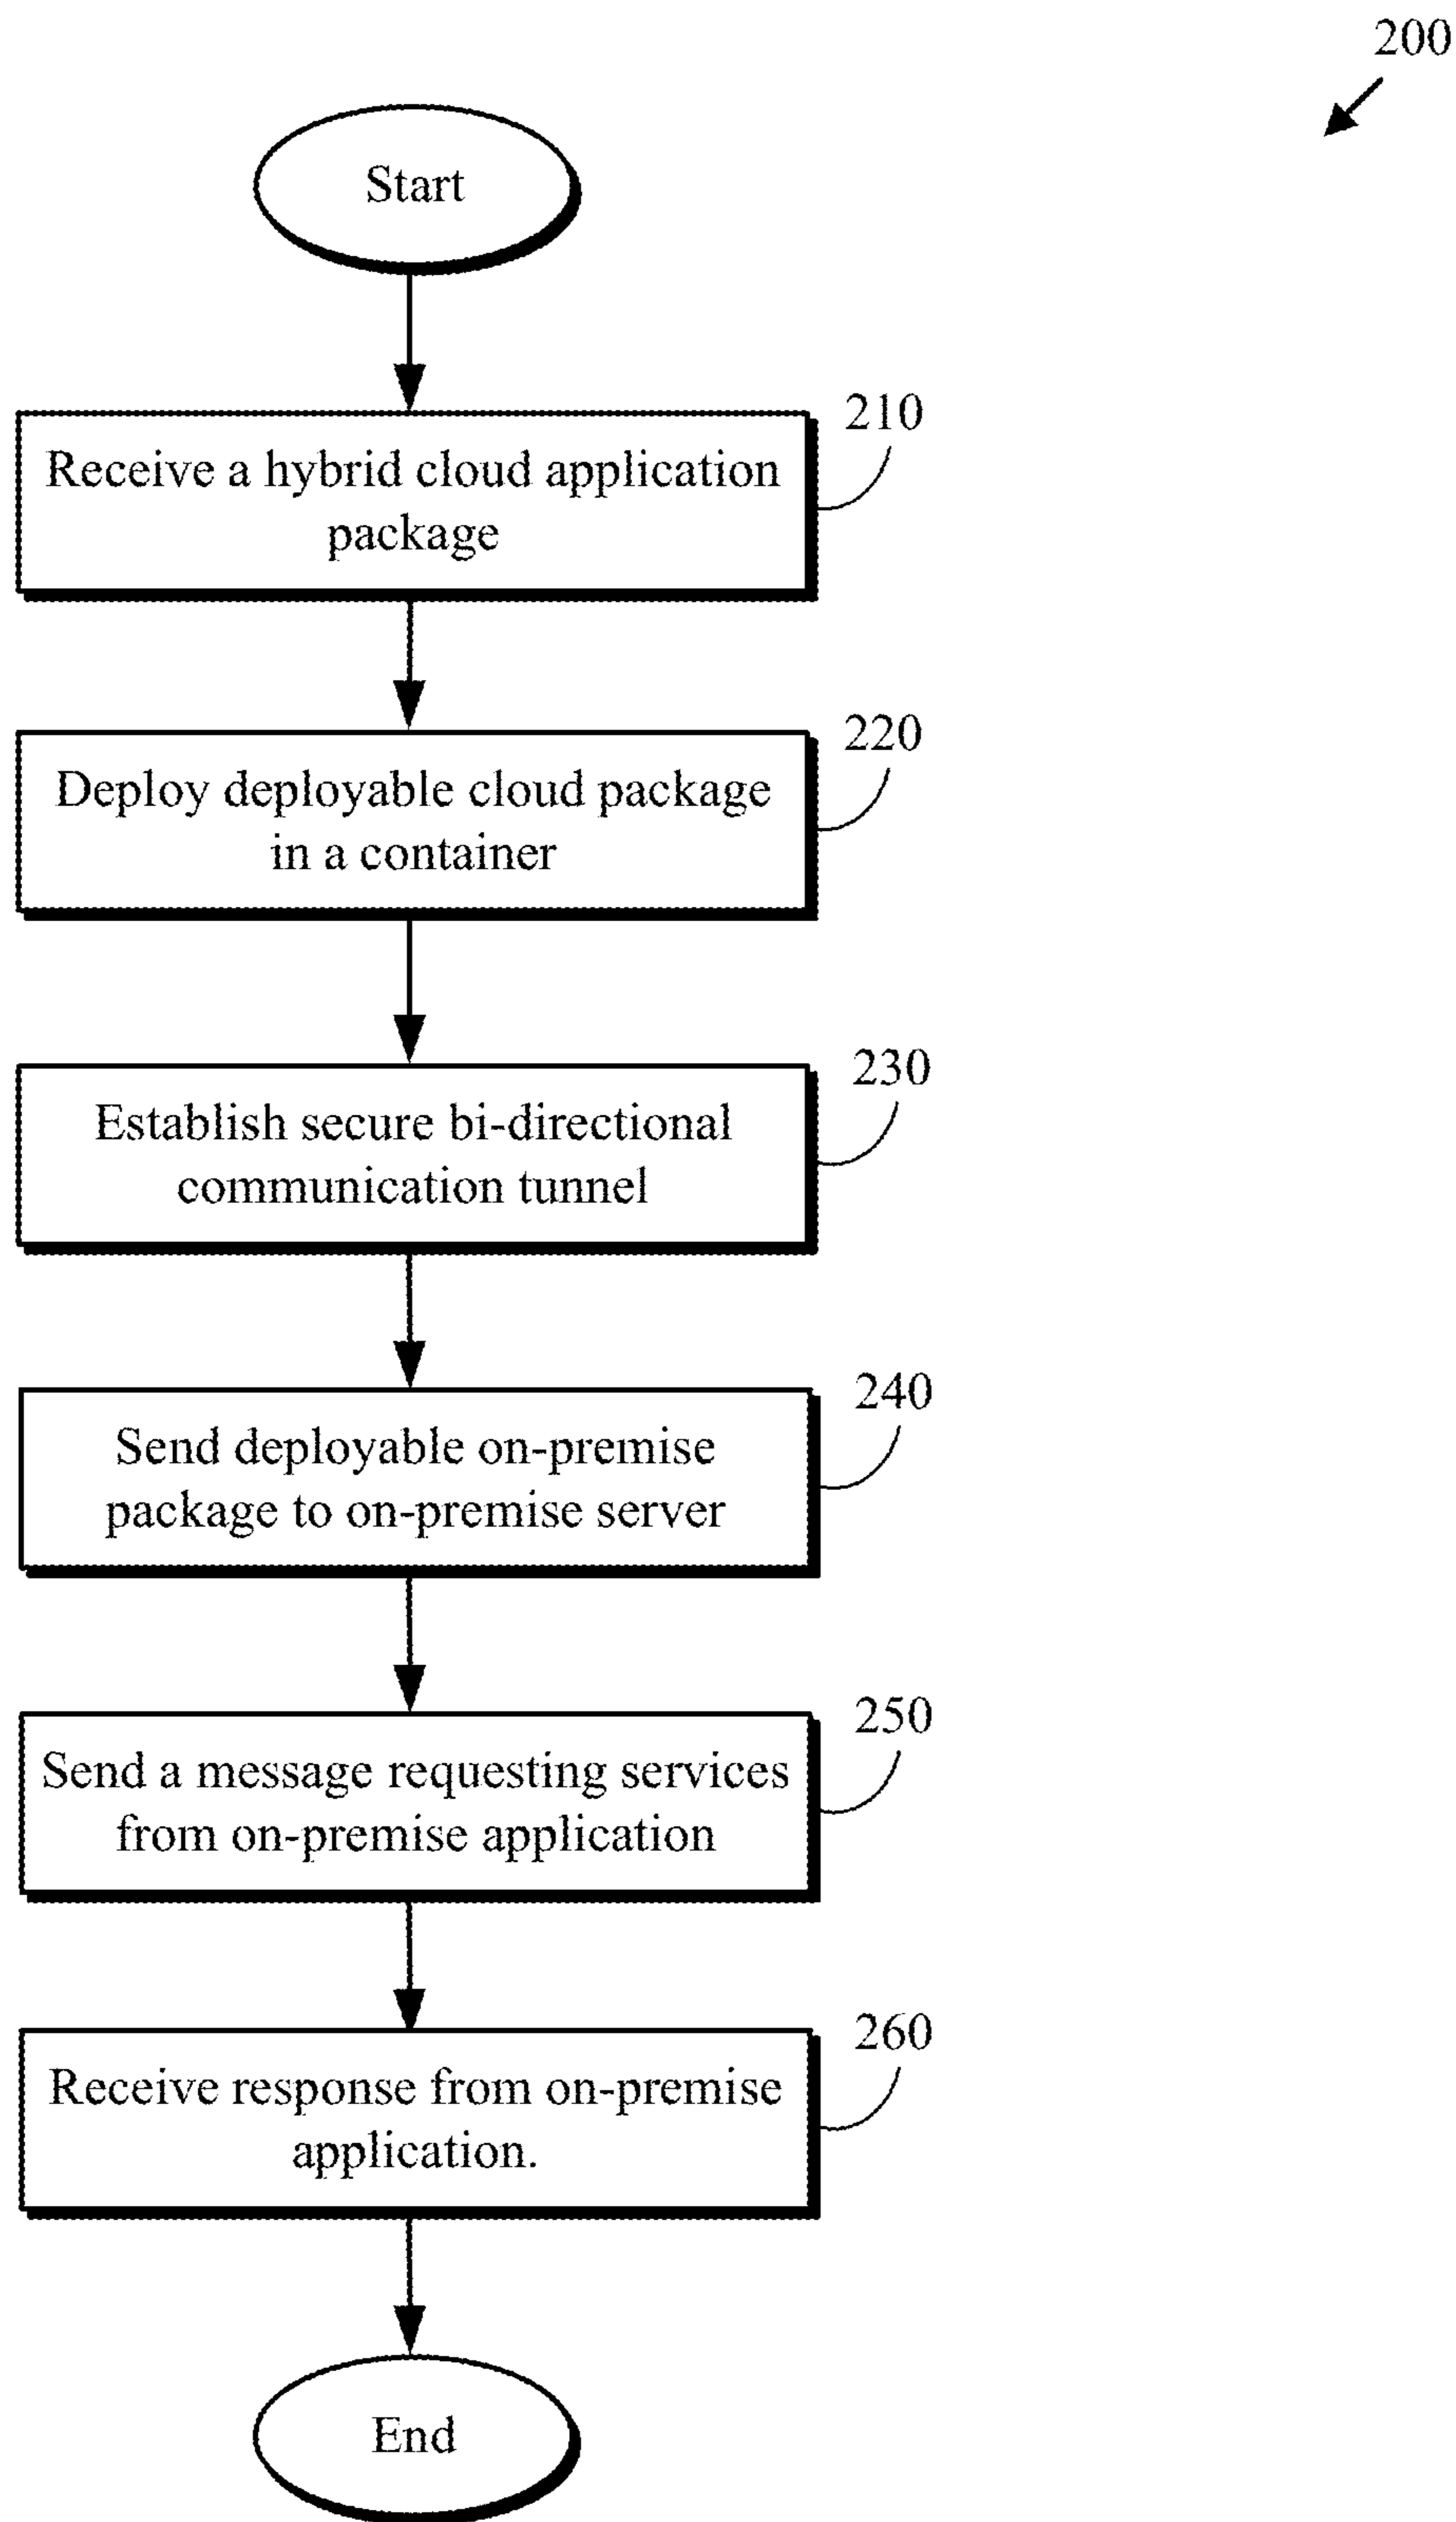 200
Start
210
Receive a hybrid cloud application
package
220
Deploy deployable cloud package
in a container
230
Establish secure bi-directional
communication tunnel
240
Send deployable on-premise
package to on-premise server
250
Send a message requesting services
from on-premise application
260
Receive response from on-premise
application.
End